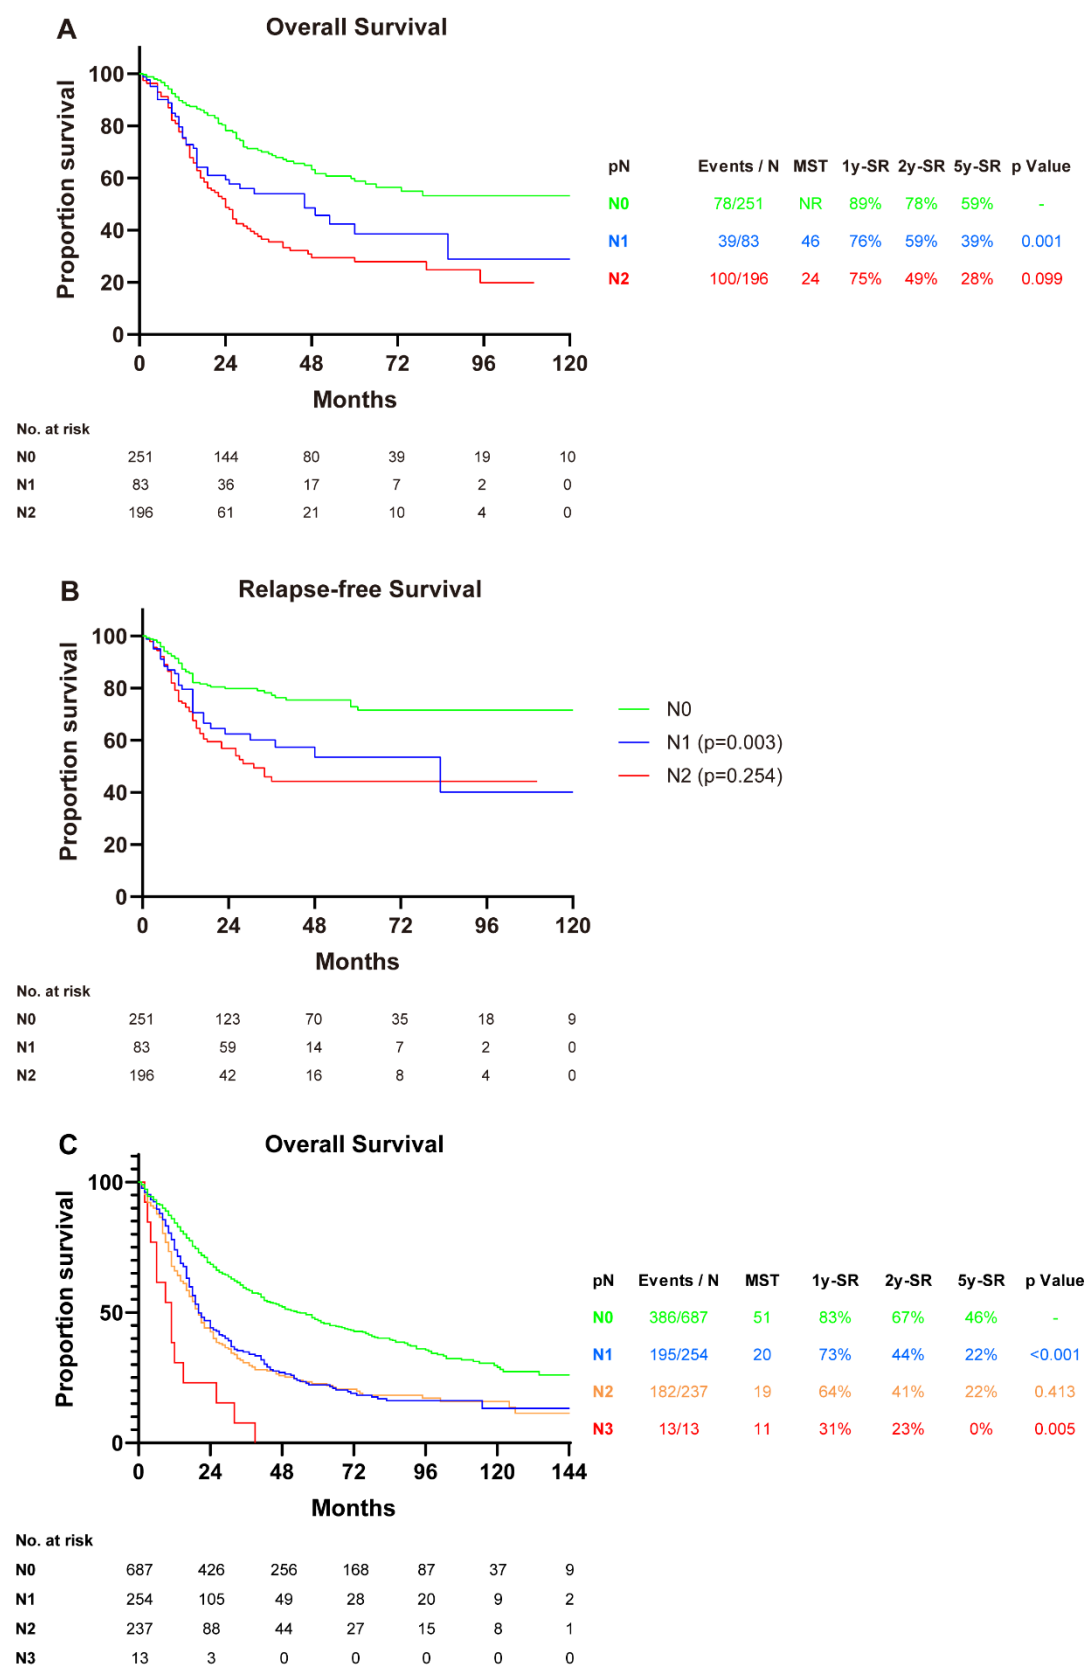 A
Overall Survival
Proportion survival
100
80
60
40
20
0
0 24 48 72 96 120
Months
pN Events / N MST 1y-SR 2y-SR 5y-SR p Value
N0 78/251 NR 89% 78% 59% -
N1 39/83 46 76% 59% 39% 0.001
N2 100/196 24 75% 49% 28% 0.099
No. at risk
N0 251 144 80 39 19 10
N1 83 36 17 7 2 0
N2 196 61 21 10 4 0
B
Relapse-free Survival
Proportion survival
100
80
60
40
20
0
0 24 48 72 96 120
Months
N0
N1 (p=0.003)
N2 (p=0.254)
No. at risk
N0 251 123 70 35 18 9
N1 83 59 14 7 2 0
N2 196 42 16 8 4 0
C
Overall Survival
Proportion survival
100
50
0
0 24 48 72 96 120 144
Months
pN Events / N MST 1y-SR 2y-SR 5y-SR p Value
N0 386/687 51 83% 67% 46% -
N1 195/254 20 73% 44% 22% <0.001
N2 182/237 19 64% 41% 22% 0.413
N3 13/13 11 31% 23% 0% 0.005
No. at risk
N0 687 426 256 168 87 37 9
N1 254 105 49 28 20 9 2
N2 237 88 44 27 15 8 1
N3 13 3 0 0 0 0 0